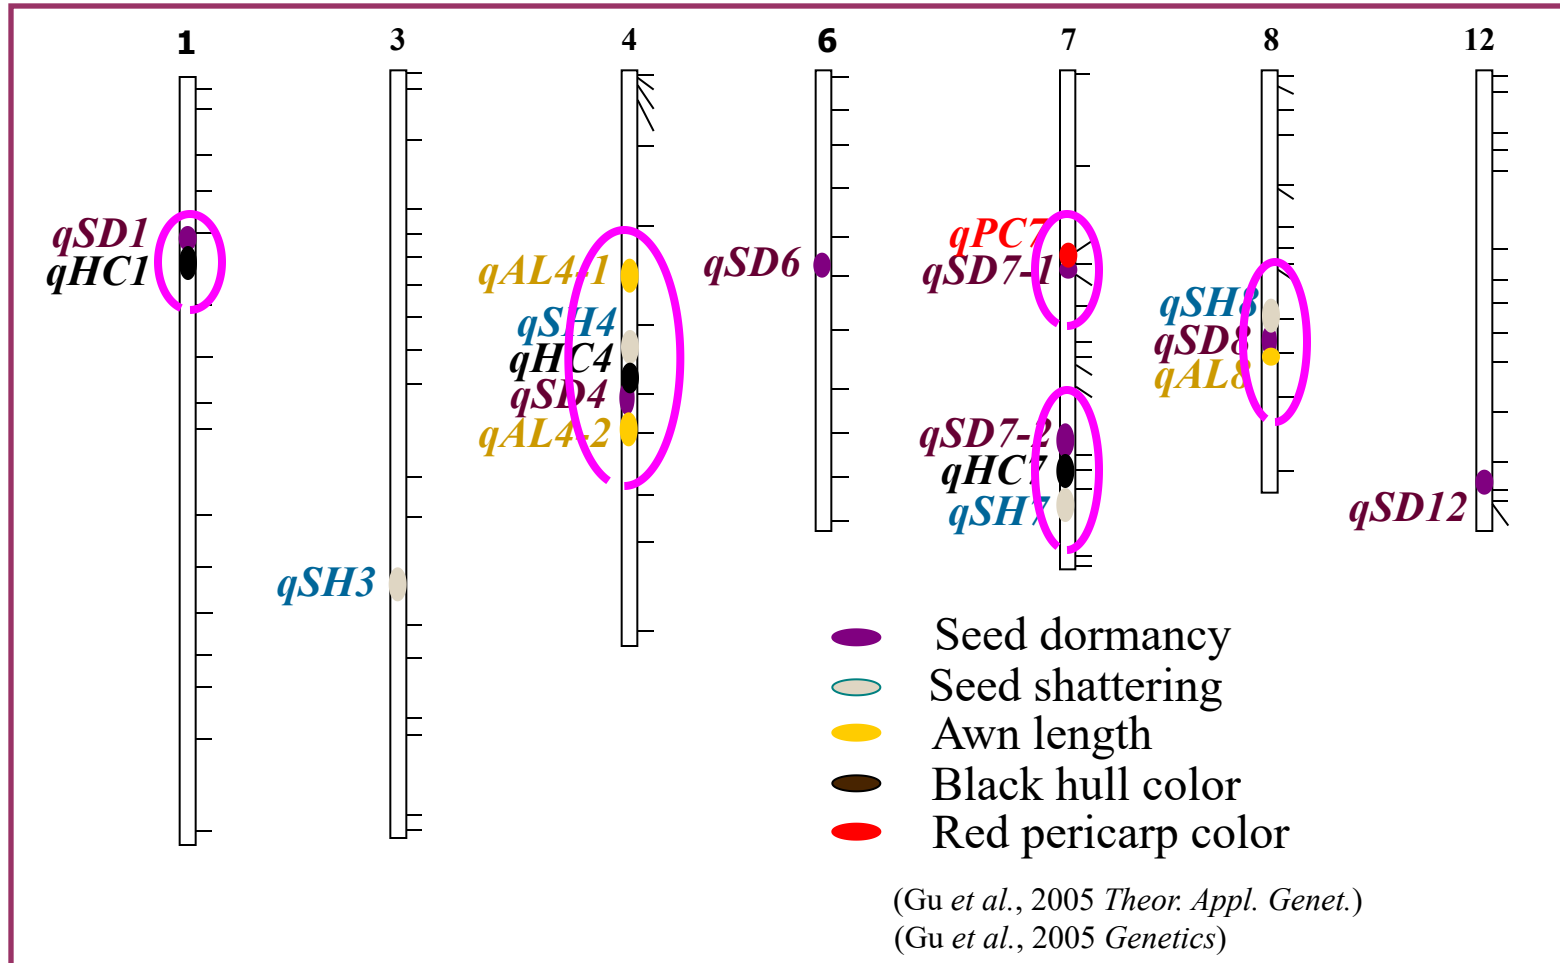 1 3 4 6 7 8 12
qSD1
qHC1
qSH3
qAL4-1
qSH4
qHC4
qSD4
qAL4-2
qSD6
qPC7
qSD7-1
qSD7-2
qHC7
qSH7
qSH8
qSD8
qAL8
qSD12
Seed dormancy
Seed shattering
Awn length
Black hull color
Red pericarp color
(Gu et al., 2005 Theor. Appl. Genet.)
(Gu et al., 2005 Genetics)